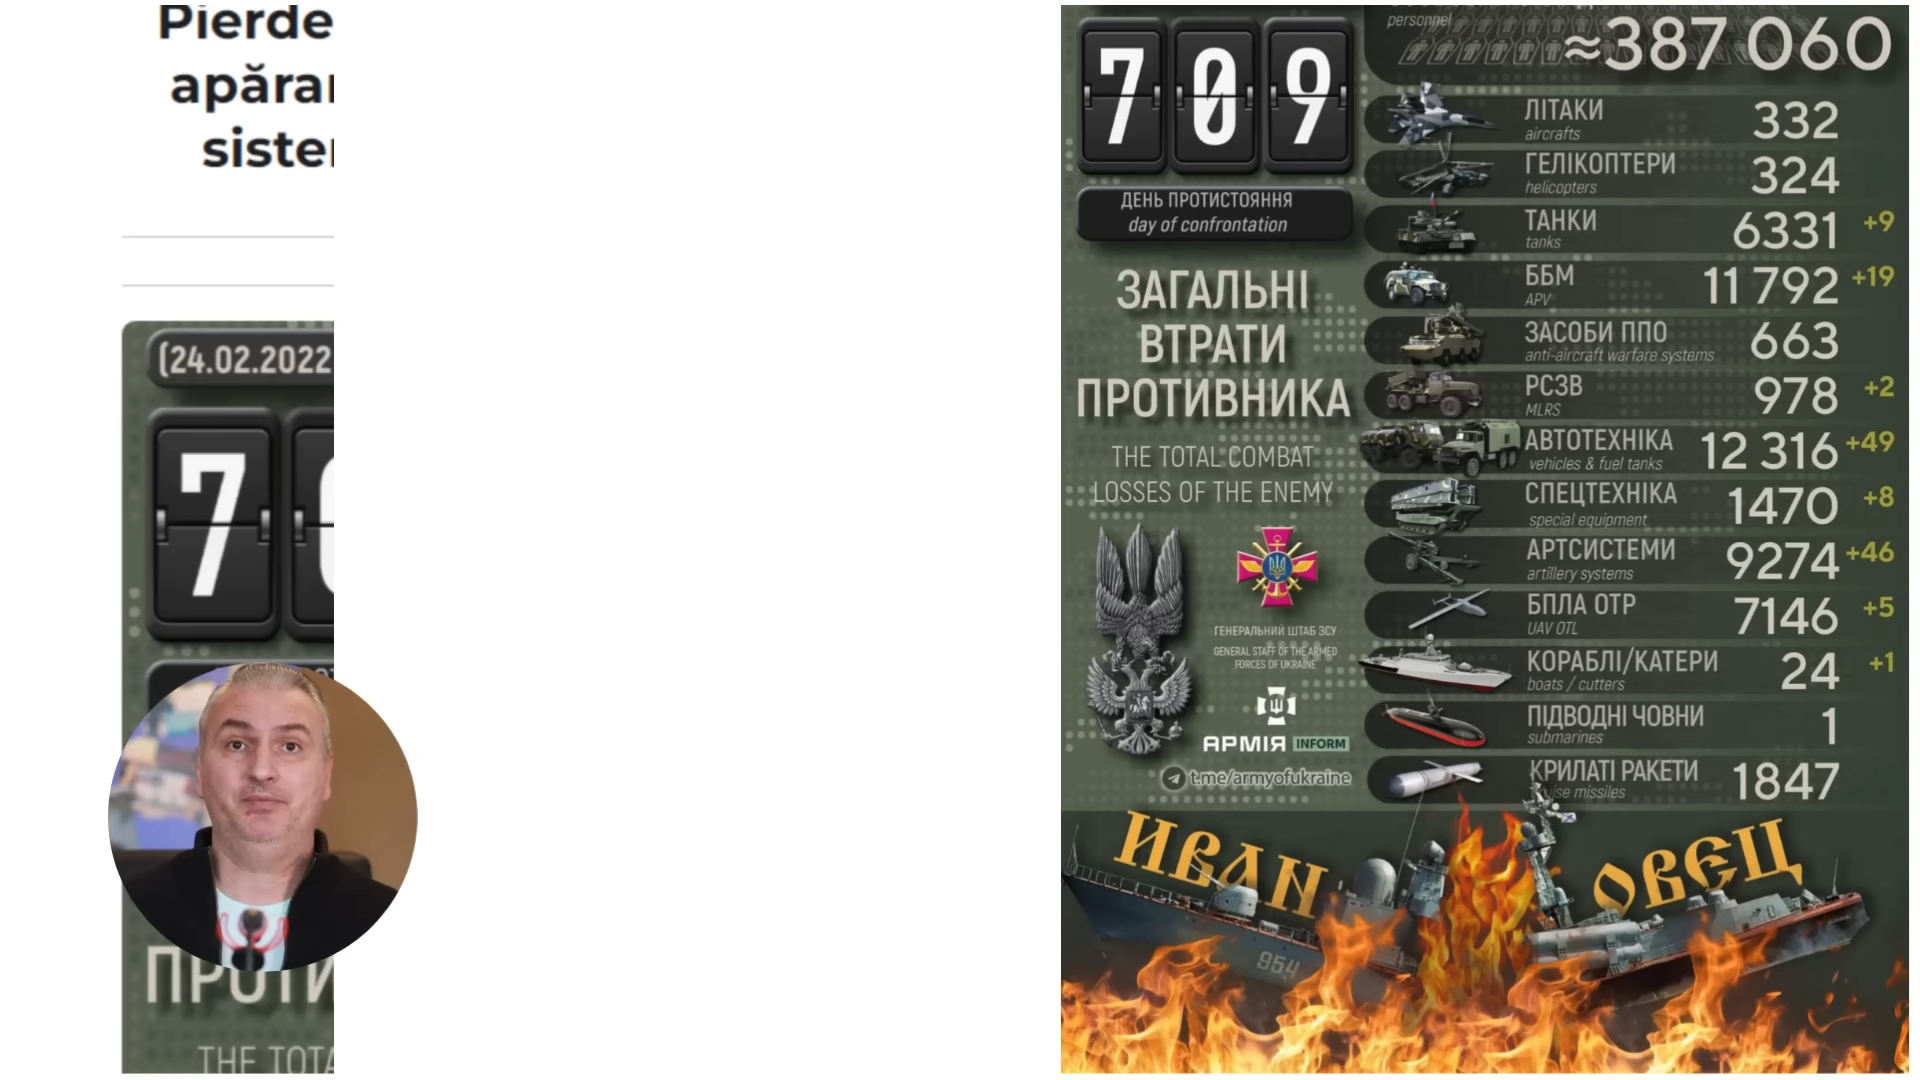 Pierde
apărar
sister
(24.02.2022
7
ПРОТИ
THE TOTA
personnel
≈387 060
709
ДЕНЬ ПРОТИСТОЯННЯ
day of confrontation
ЗАГАЛЬНІ
ВТРАТИ
ПРОТИВНИКА
THE TOTAL COMBAT
LOSSES OF THE ENEMY
ГЕНЕРАЛЬНИЙ ШТАБ ЗСУ
GENERAL STAFF OF THE ARMED
FORCES OF UKRAINE
АРМІЯ INFORM
t.me/armyofukraine
ЛІТАКИ 332
aircrafts
ГЕЛІКОПТЕРИ 324
helicopters
ТАНКИ 6331 +9
tanks
ББМ 11 792 +19
APV
ЗАСОБИ ППО 663
anti-aircraft warfare systems
РСЗВ 978 +2
MLRS
АВТОТЕХНІКА 12 316 +49
vehicles & fuel tanks
СПЕЦТЕХНІКА 1470 +8
special equipment
АРТСИСТЕМИ 9274 +46
artillery systems
БПЛА ОТР 7146 +5
UAV OTL
КОРАБЛІ/КАТЕРИ 24 +1
boats / cutters
ПІДВОДНІ ЧОВНИ 1
submarines
КРИЛАТІ РАКЕТИ 1847
cruise missiles
ИВАН ОВЕЦ
954